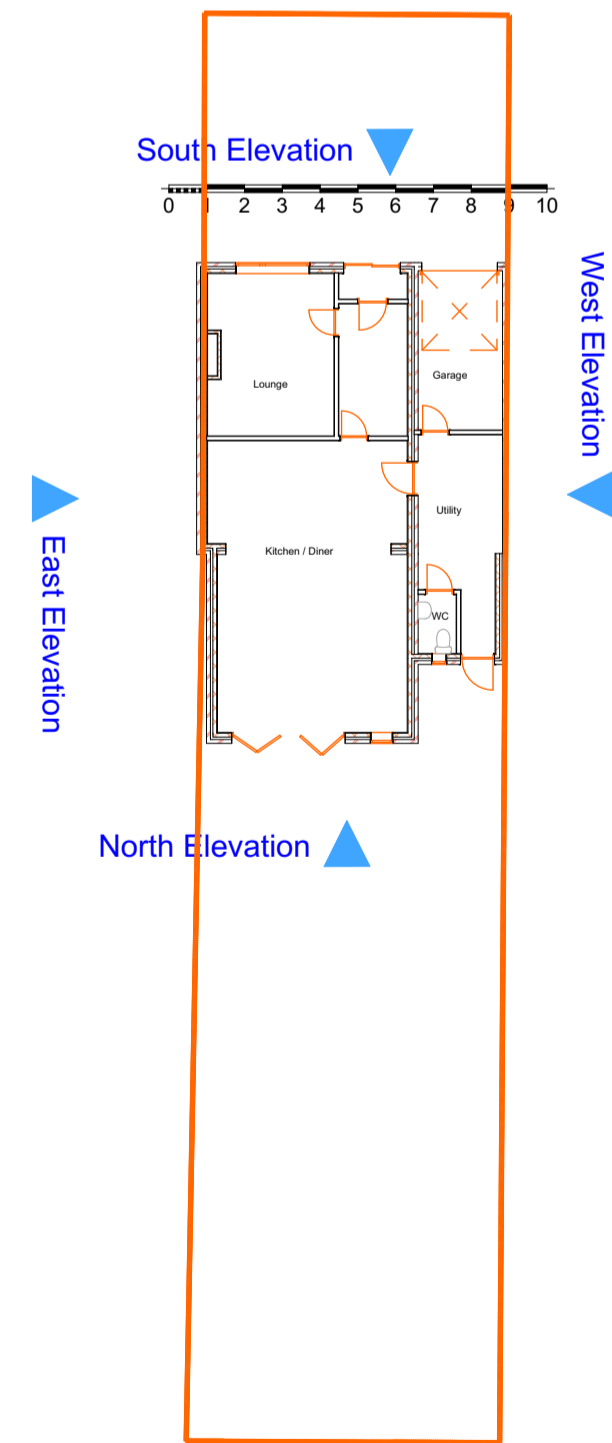 South Elevation
0 1 2 3 4 5 6 7 8 9 10
West Elevation
Garage
Lounge
Utility
East Elevation
Kitchen / Diner
WC
North Elevation